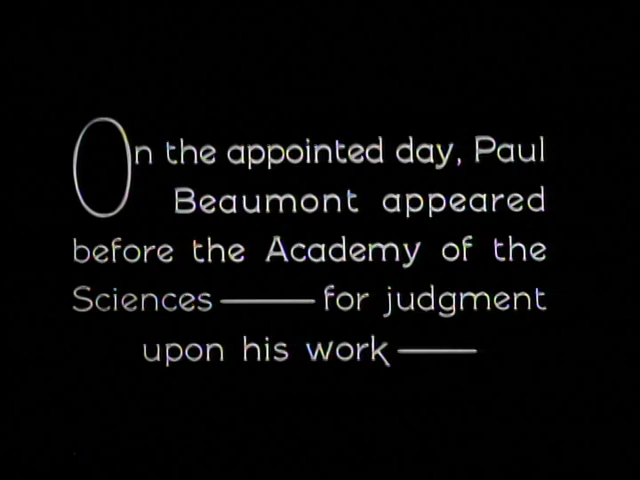 On the appointed day, Paul
Beaumont appeared
before the Academy of the
Sciences —— for judgment
upon his work ——